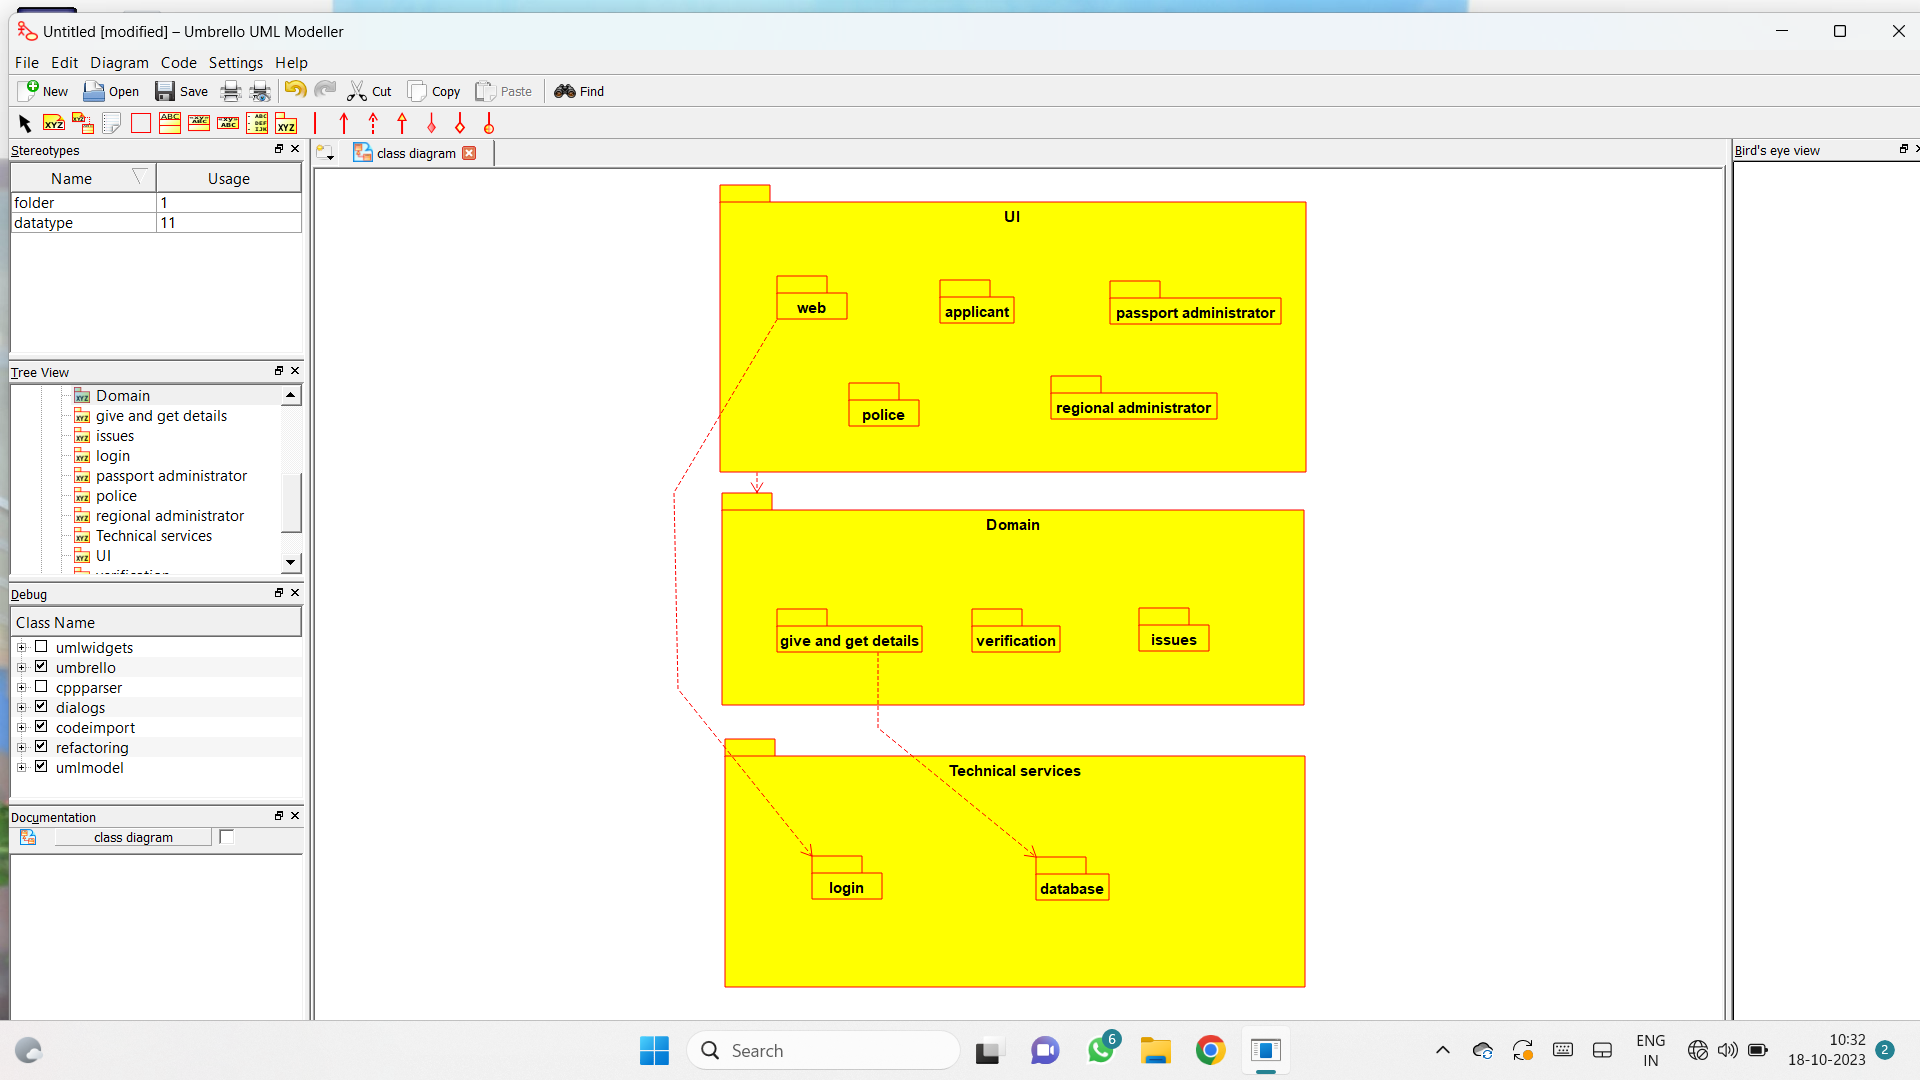 Untitled [modified] – Umbrello UML Modeller
File Edit Diagram Code Settings Help
New Open Save Cut Copy Paste Find
Stereotypes
Name Usage
folder 1
datatype 11
Tree View
Domain
give and get details
issues
login
passport administrator
police
regional administrator
Technical services
UI
verification
Debug
Class Name
umlwidgets
umbrello
cppparser
dialogs
codeimport
refactoring
umlmodel
Documentation
class diagram
class diagram
UI
web
applicant
passport administrator
police
regional administrator
Domain
give and get details
verification
issues
Technical services
login
database
Bird's eye view
Search
6
ENG
IN
10:32
18-10-2023
2